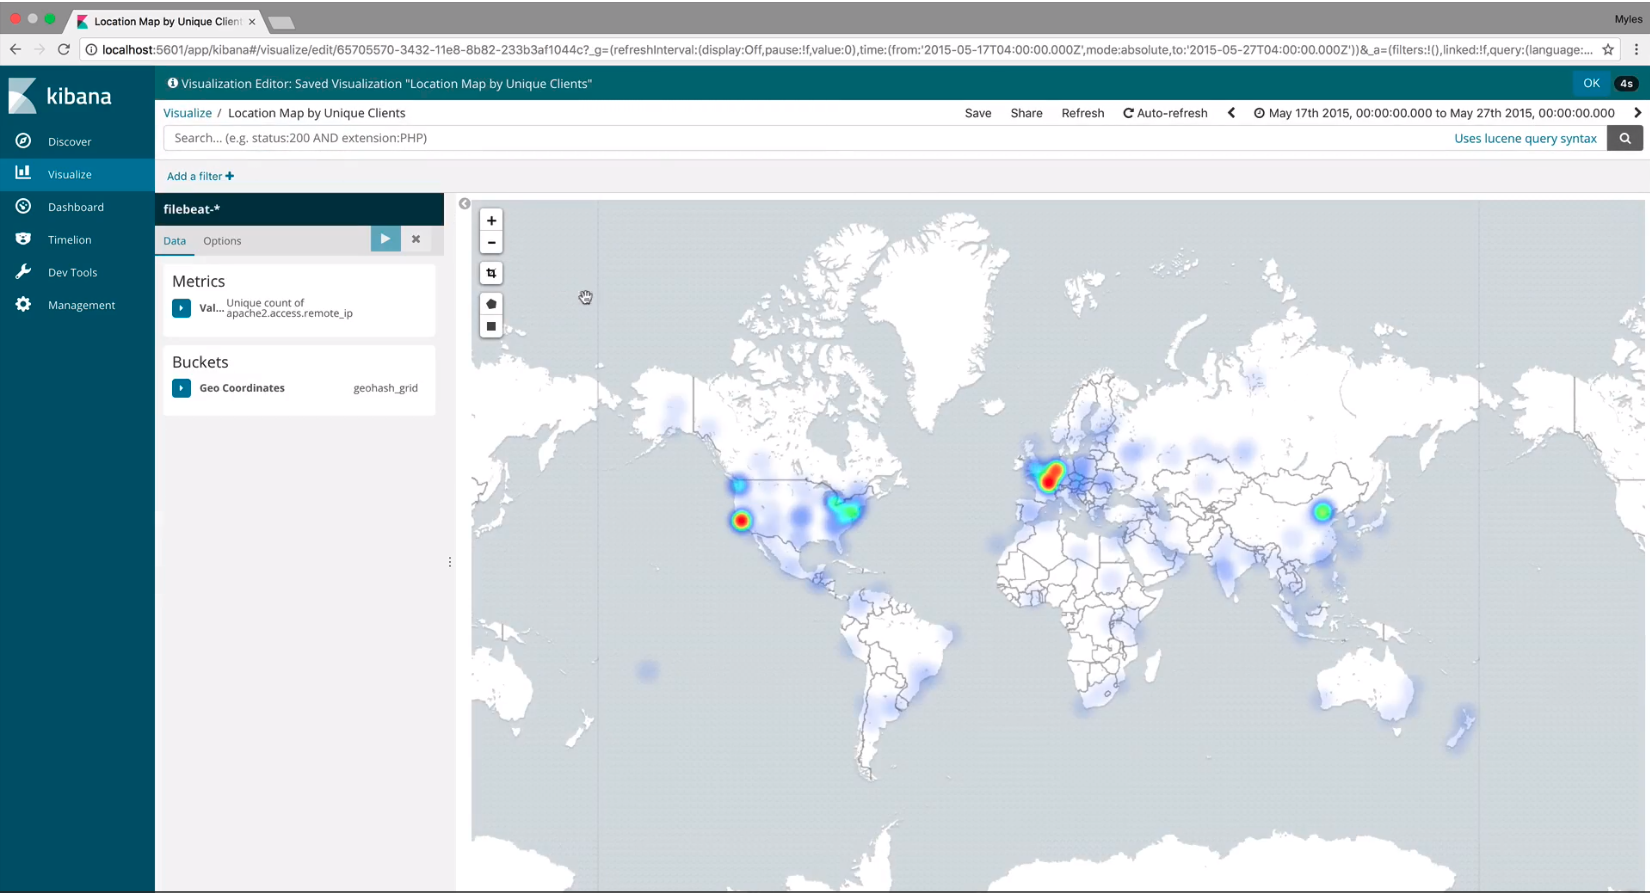 Location Map by Unique Clien
Myles
localhost:5601/app/kibana#/visualize/edit/65705570-3432-11e8-8b82-233b3af1044c?_g=(refreshInterval:(display:Off,pause:!f,value:0),time:(from:'2015-05-17T04:00:00.000Z',mode:absolute,to:'2015-05-27T04:00:00.000Z'))&_a=(filters:!(),linked:!f,query:(language:...
kibana
Visualization Editor: Saved Visualization "Location Map by Unique Clients"
OK
4s
Visualize / Location Map by Unique Clients
Save
Share
Refresh
Auto-refresh
May 17th 2015, 00:00:00.000 to May 27th 2015, 00:00:00.000
Search... (e.g. status:200 AND extension:PHP)
Uses lucene query syntax
Add a filter +
Discover
Visualize
Dashboard
Timelion
Dev Tools
Management
filebeat-*
Data
Options
Metrics
Val...
Unique count of
apache2.access.remote_ip
Buckets
Geo Coordinates
geohash_grid
+
−